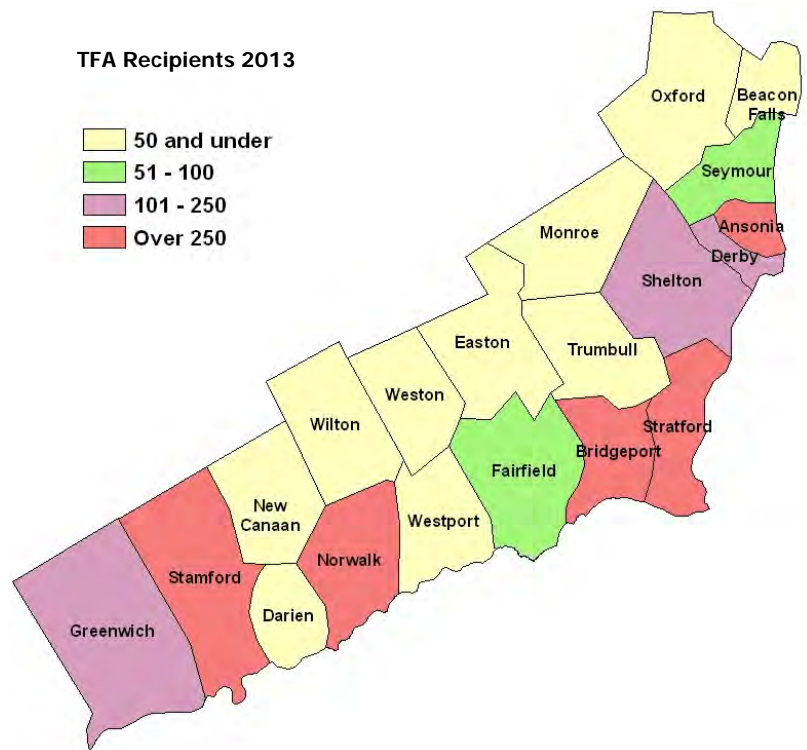 TFA Recipients 2013
50 and under
51 - 100
101 - 250
Over 250
Oxford
Beacon
Falls
Seymour
Ansonia
Derby
Monroe
Shelton
Easton
Trumbull
Weston
Wilton
Stratford
Bridgeport
Fairfield
New
Canaan
Westport
Norwalk
Stamford
Darien
Greenwich